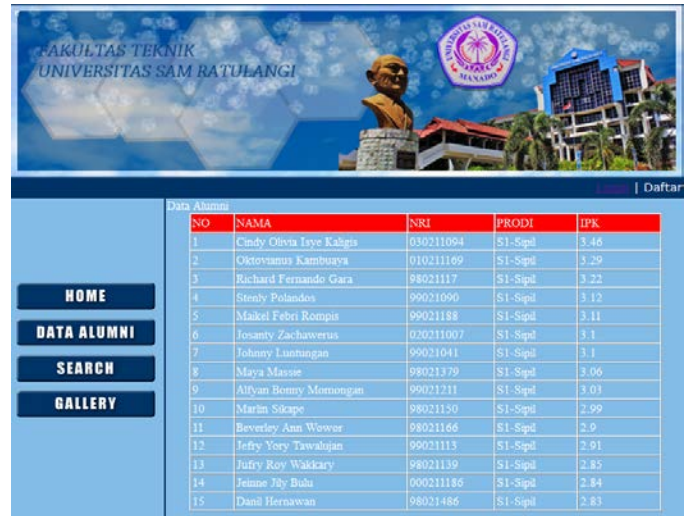 FAKULTAS TEKNIK
UNIVERSITAS SAM RATULANGI
UNIVERSITAS SAM RATULANGI
MANADO
| Daftar
Data Alumni
NO NAMA NRI PRODI IPK
1 Cindy Olivia Isye Kaligis 030211094 S1-Sipil 3.46
2 Oktovianus Kambuaya 010211169 S1-Sipil 3.29
3 Richard Fernando Gara 98021117 S1-Sipil 3.22
4 Stenly Polandos 99021090 S1-Sipil 3.12
5 Maikel Febri Rompis 99021188 S1-Sipil 3.11
6 Josanty Zachawerus 020211007 S1-Sipil 3.1
7 Johnny Luntungan 99021041 S1-Sipil 3.1
8 Maya Massie 98021379 S1-Sipil 3.06
9 Alfyan Bonny Momongan 99021211 S1-Sipil 3.03
10 Marlin Sikape 98021150 S1-Sipil 2.99
11 Beverley Ann Wowor 98021166 S1-Sipil 2.9
12 Jefry Yory Tawalujan 99021113 S1-Sipil 2.91
13 Jufry Roy Wakkary 98021139 S1-Sipil 2.85
14 Jeinne Jily Bulu 000211186 S1-Sipil 2.84
15 Danil Hernawan 98021486 S1-Sipil 2.83
HOME
DATA ALUMNI
SEARCH
GALLERY